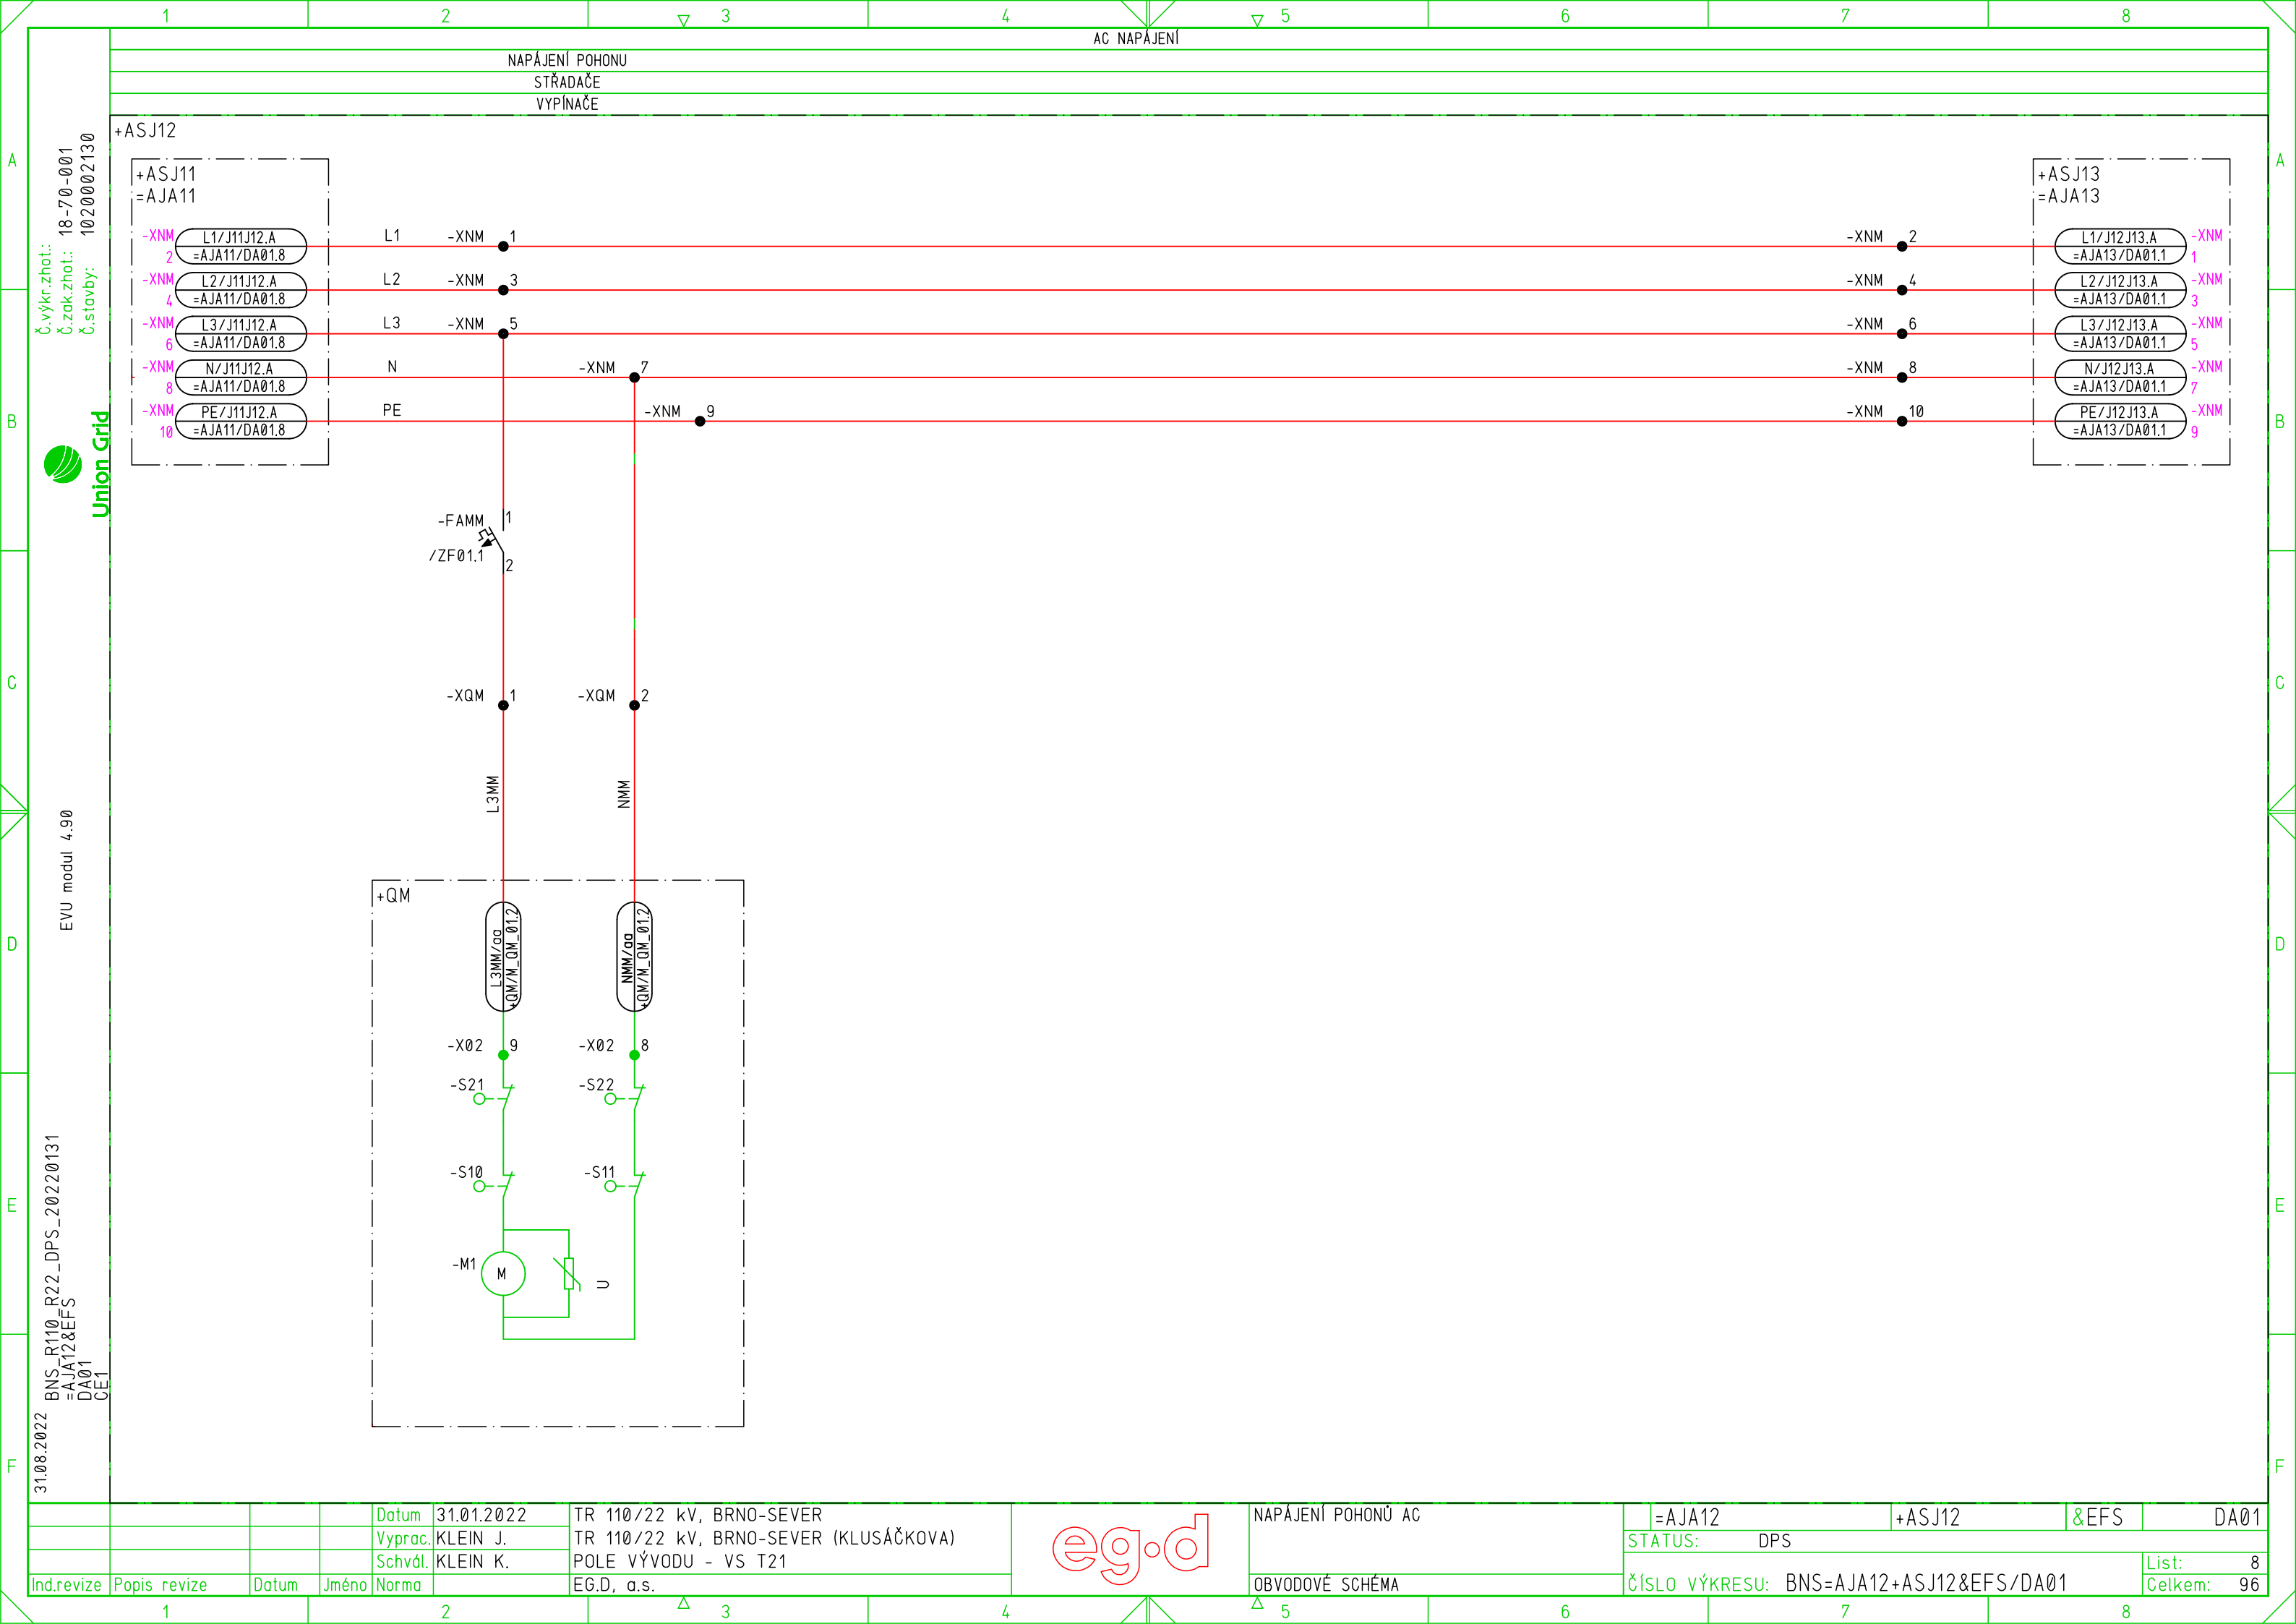 1 2 3 4 5 6 7 8
AC NAPÁJENÍ
NAPÁJENÍ POHONU
STŘADAČE
VYPÍNAČE
+ASJ12
A A
+ASJ11
=AJA11
+ASJ13
=AJA13
-XNM 2 L1/J11J12.A L1 -XNM 1 -XNM 2 L1/J12J13.A -XNM 1
=AJA11/DA01.8 =AJA13/DA01.1
-XNM 4 L2/J11J12.A L2 -XNM 3 -XNM 4 L2/J12J13.A -XNM 3
=AJA11/DA01.8 =AJA13/DA01.1
-XNM 6 L3/J11J12.A L3 -XNM 5 -XNM 6 L3/J12J13.A -XNM 5
=AJA11/DA01.8 =AJA13/DA01.1
-XNM 8 N/J11J12.A N -XNM 7 -XNM 8 N/J12J13.A -XNM 7
=AJA11/DA01.8 =AJA13/DA01.1
-XNM 10 PE/J11J12.A PE -XNM 9 -XNM 10 PE/J12J13.A -XNM 9
=AJA11/DA01.8 =AJA13/DA01.1
B B
Č.výkr.zhot.:
Č.zak.zhot.: 18-70-001
Č.stavby: 1020002130
Union Grid
-FAMM 1
/ZF01.1 2
C C
-XQM 1 -XQM 2
L3MM NMM
EVU modul 4.90
+QM
D D
L3MM/aa
+QM/M_QM_01.2
NMM/aa
+QM/M_QM_01.2
-X02 9 -X02 8
-S21 -S22
-S10 -S11
E E
-M1 M U
BNS_R110_R22_DPS_20220131
=AJA12&EFS
DA01
CE1
31.08.2022
F F
Datum 31.01.2022 TR 110/22 kV, BRNO-SEVER
Vyprac. KLEIN J. TR 110/22 kV, BRNO-SEVER (KLUSÁČKOVA)
Schvál. KLEIN K. POLE VÝVODU - VS T21
Ind.revize Popis revize Datum Jméno Norma EG.D, a.s.
eg.d
NAPÁJENÍ POHONŮ AC
OBVODOVÉ SCHÉMA
=AJA12 +ASJ12 &EFS DA01
STATUS: DPS
List: 8
ČÍSLO VÝKRESU: BNS=AJA12+ASJ12&EFS/DA01 Celkem: 96
1 2 3 4 5 6 7 8